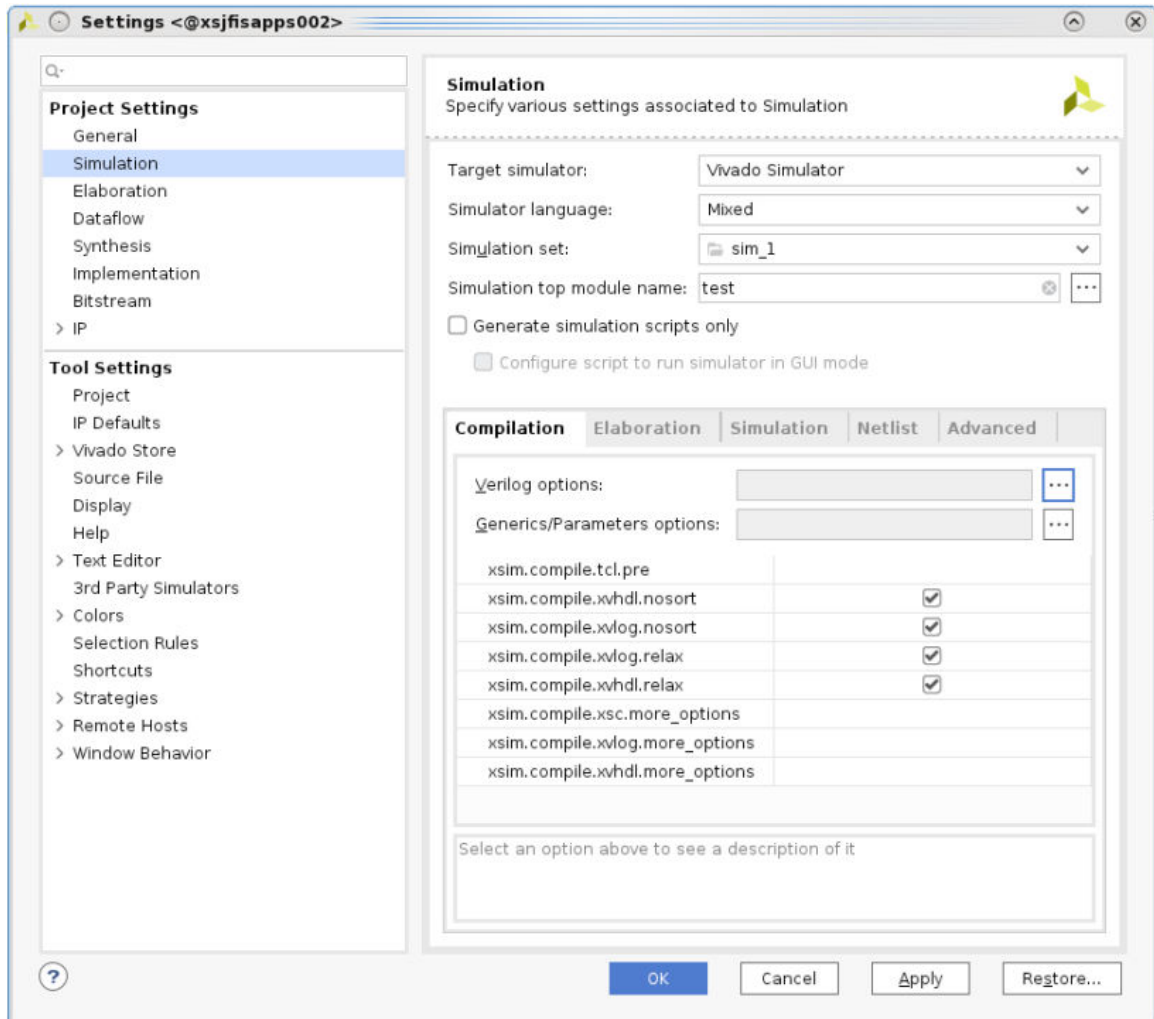 Settings <@xsjfisapps002>
Project Settings
General
Simulation
Elaboration
Dataflow
Synthesis
Implementation
Bitstream
> IP
Tool Settings
Project
IP Defaults
> Vivado Store
Source File
Display
Help
> Text Editor
3rd Party Simulators
> Colors
Selection Rules
Shortcuts
> Strategies
> Remote Hosts
> Window Behavior
Simulation
Specify various settings associated to Simulation
Target simulator: Vivado Simulator
Simulator language: Mixed
Simulation set: sim_1
Simulation top module name: test ...
Generate simulation scripts only
Configure script to run simulator in GUI mode
Compilation Elaboration Simulation Netlist Advanced
Verilog options: ...
Generics/Parameters options: ...
xsim.compile.tcl.pre
xsim.compile.xvhdl.nosort
xsim.compile.xvlog.nosort
xsim.compile.xvlog.relax
xsim.compile.xvhdl.relax
xsim.compile.xsc.more_options
xsim.compile.xvlog.more_options
xsim.compile.xvhdl.more_options
Select an option above to see a description of it
? OK Cancel Apply Restore...